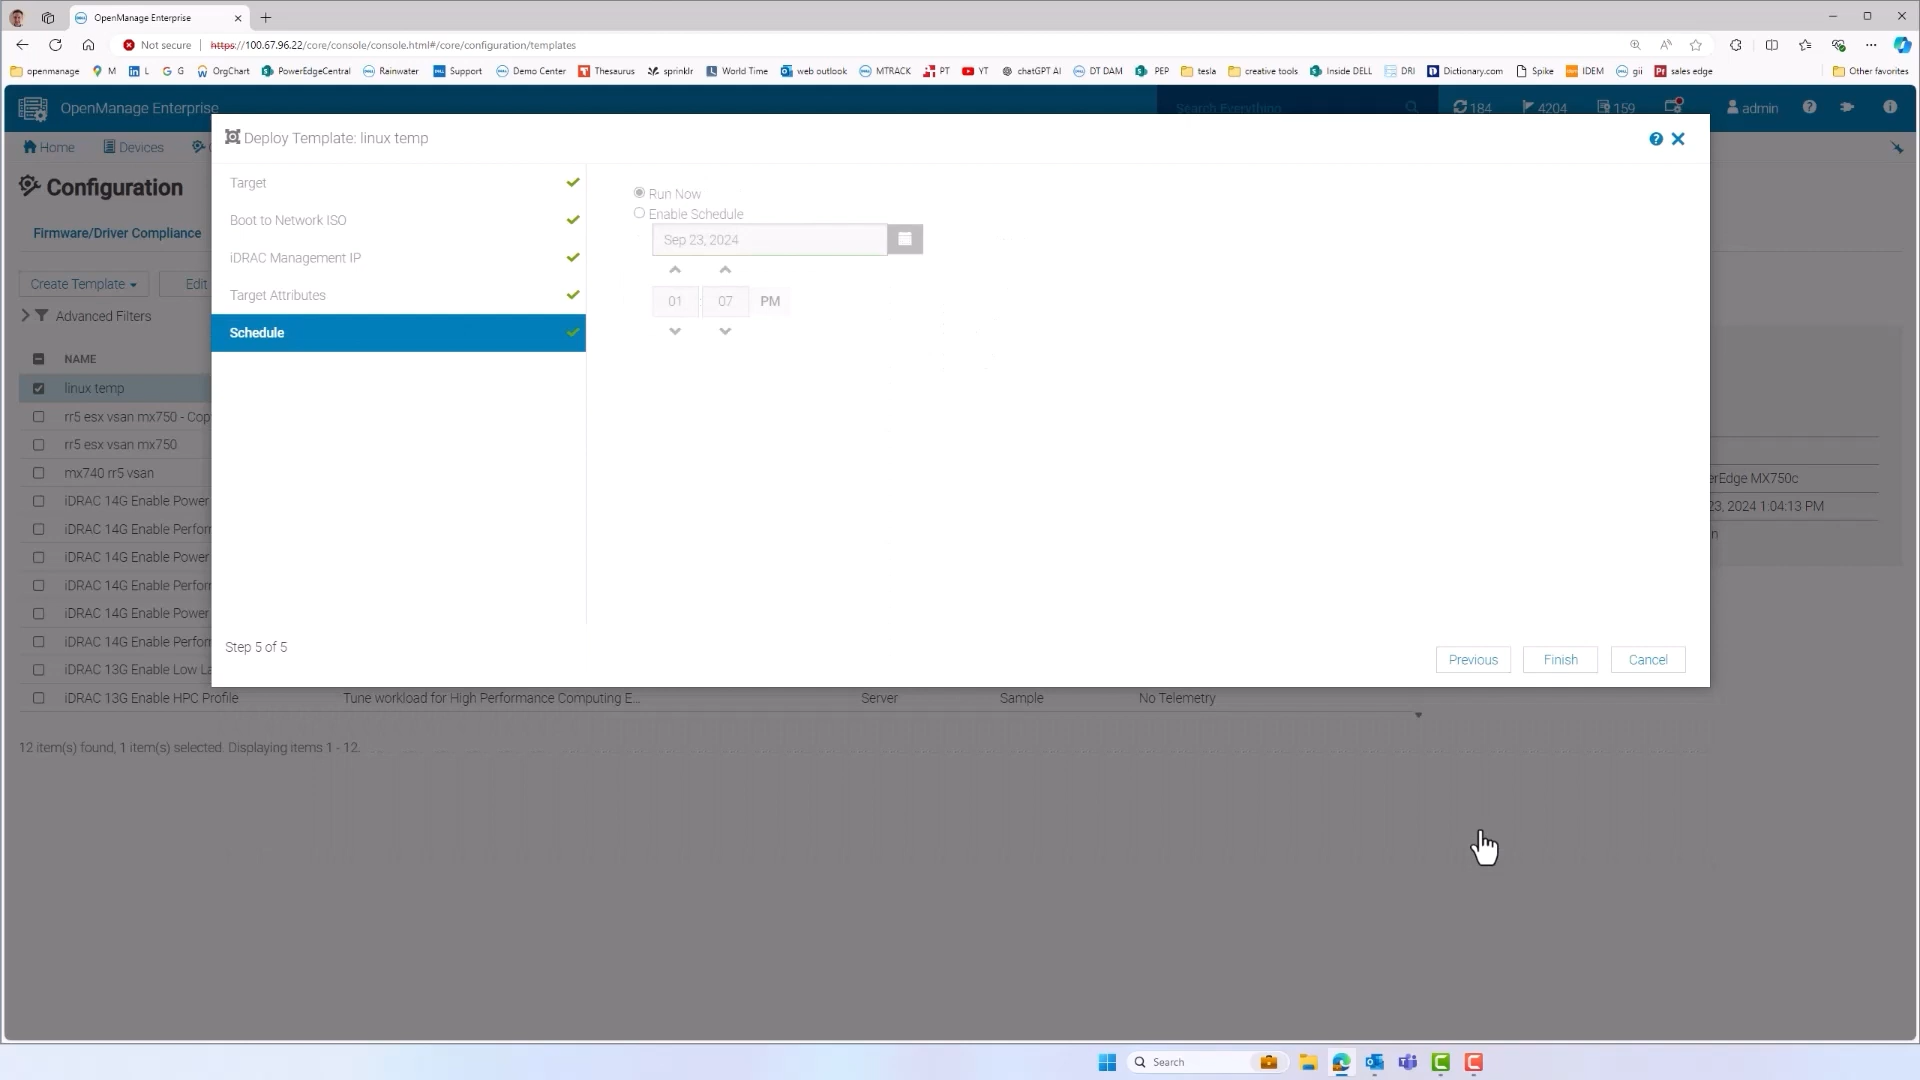 OpenManage Enterprise
Not secure
https://100.67.96.22/core/console/console.html#/core/configuration/templates
openmanage
M
L
G
OrgChart
PowerEdgeCentral
Rainwater
Support
Demo Center
Thesaurus
sprinklr
World Time
web outlook
MTRACK
PT
YT
chatGPT AI
DT DAM
PEP
tesla
creative tools
Inside DELL
DRI
Dictionary.com
Spike
IDEM
gii
sales edge
Other favorites
OpenManage Enterprise
Search Everything
184
4204
159
admin
Home
Devices
Configuration
Firmware/Driver Compliance
Create Template
Edit
Advanced Filters
NAME
linux temp
rr5 esx vsan mx750 - Cop
rr5 esx vsan mx750
mx740 rr5 vsan
iDRAC 14G Enable Power
iDRAC 14G Enable Perfor
iDRAC 14G Enable Power
iDRAC 14G Enable Perfor
iDRAC 14G Enable Power
iDRAC 14G Enable Perfor
iDRAC 13G Enable Low La
iDRAC 13G Enable HPC Profile
Tune workload for High Performance Computing E...
Server
Sample
No Telemetry
12 item(s) found, 1 item(s) selected. Displaying items 1 - 12.
Deploy Template: linux temp
Target
Boot to Network ISO
iDRAC Management IP
Target Attributes
Schedule
Run Now
Enable Schedule
Sep 23, 2024
01 : 07 PM
Step 5 of 5
Previous
Finish
Cancel
erEdge MX750c
23, 2024 1:04:13 PM
n
Search